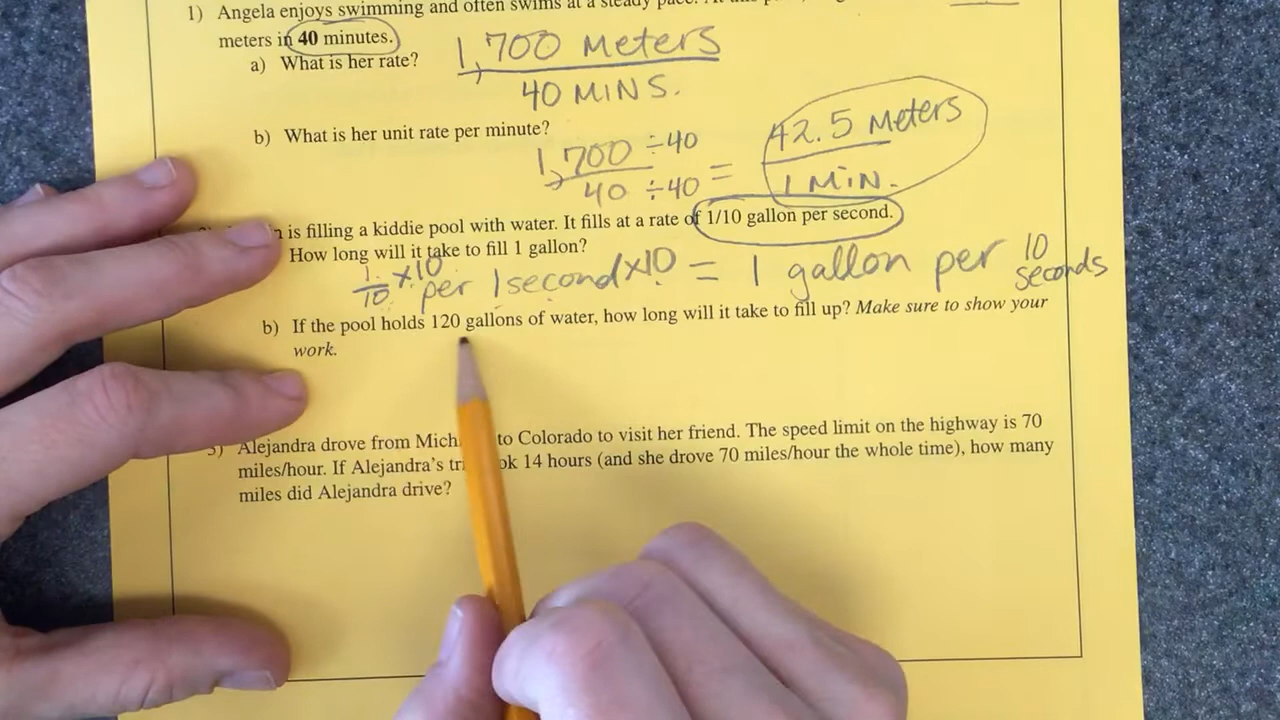 1) Angela enjoys swimming and often swims at a steady pace.
meters in 40 minutes.
1,700 Meters
a) What is her rate?
40 MINS.
b) What is her unit rate per minute?
1,700 ÷40 = 42.5 Meters
40 ÷40 1 MiN.
is filling a kiddie pool with water. It fills at a rate of 1/10 gallon per second.
How long will it take to fill 1 gallon?
1/10 x10 per 1 second x10 = 1 gallon per 10 seconds
b) If the pool holds 120 gallons of water, how long will it take to fill up? Make sure to show your
work.
3) Alejandra drove from Mich to Colorado to visit her friend. The speed limit on the highway is 70
miles/hour. If Alejandra's tri ok 14 hours (and she drove 70 miles/hour the whole time), how many
miles did Alejandra drive?